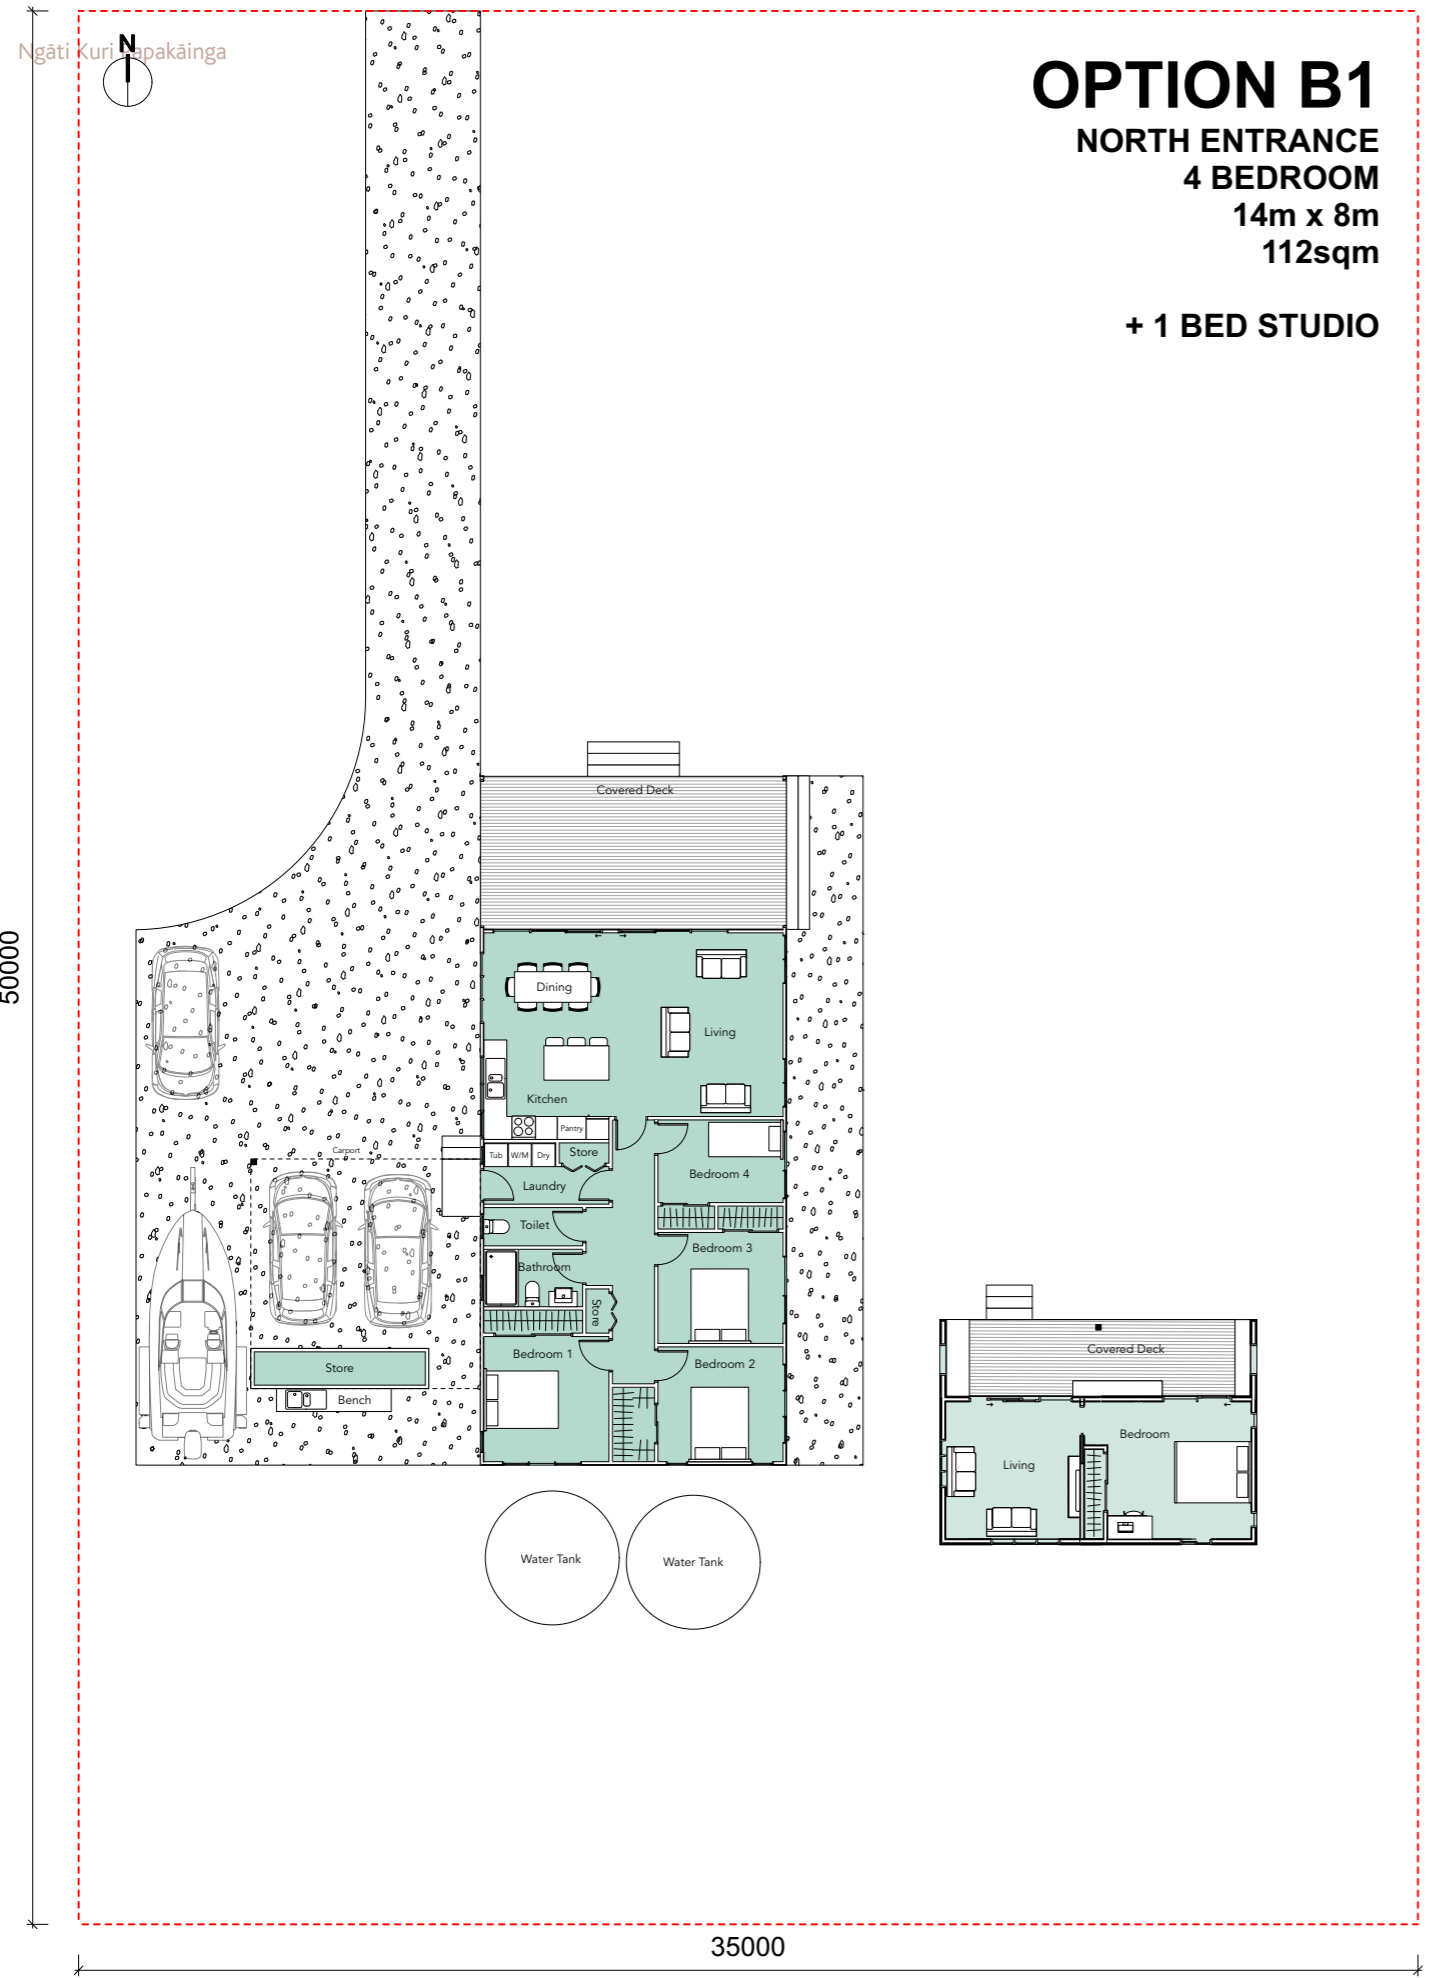 Ngāti Kuri Papakāinga
N
OPTION B1
NORTH ENTRANCE
4 BEDROOM
14m x 8m
112sqm
+ 1 BED STUDIO
50000
Covered Deck
Dining
Living
Kitchen
Pantry
Tub
W/M
Dry
Store
Carport
Laundry
Bedroom 4
Toilet
Bedroom 3
Bathroom
Store
Bedroom 1
Bedroom 2
Store
Bench
Covered Deck
Bedroom
Living
Water Tank
Water Tank
35000